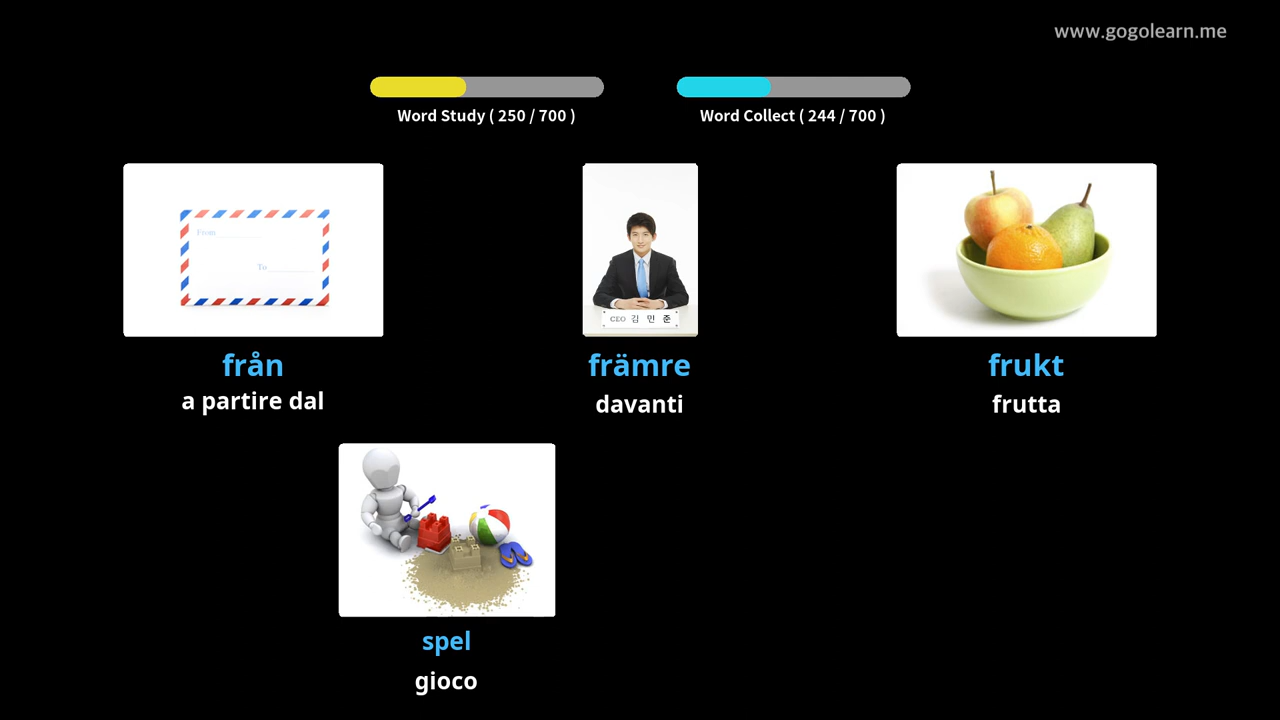 www.gogolearn.me
Word Study ( 250 / 700 )
Word Collect ( 244 / 700 )
From
To
CEO 김 민 준
från
främre
frukt
a partire dal
davanti
frutta
spel
gioco